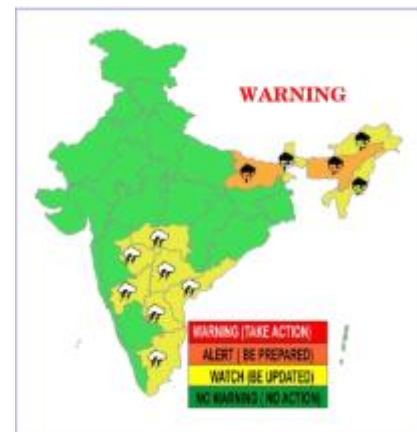 WARNING
WARNING (TAKE ACTION)
ALERT ( BE PREPARED)
WATCH (BE UPDATED)
NO WARNING ( NO ACTION)